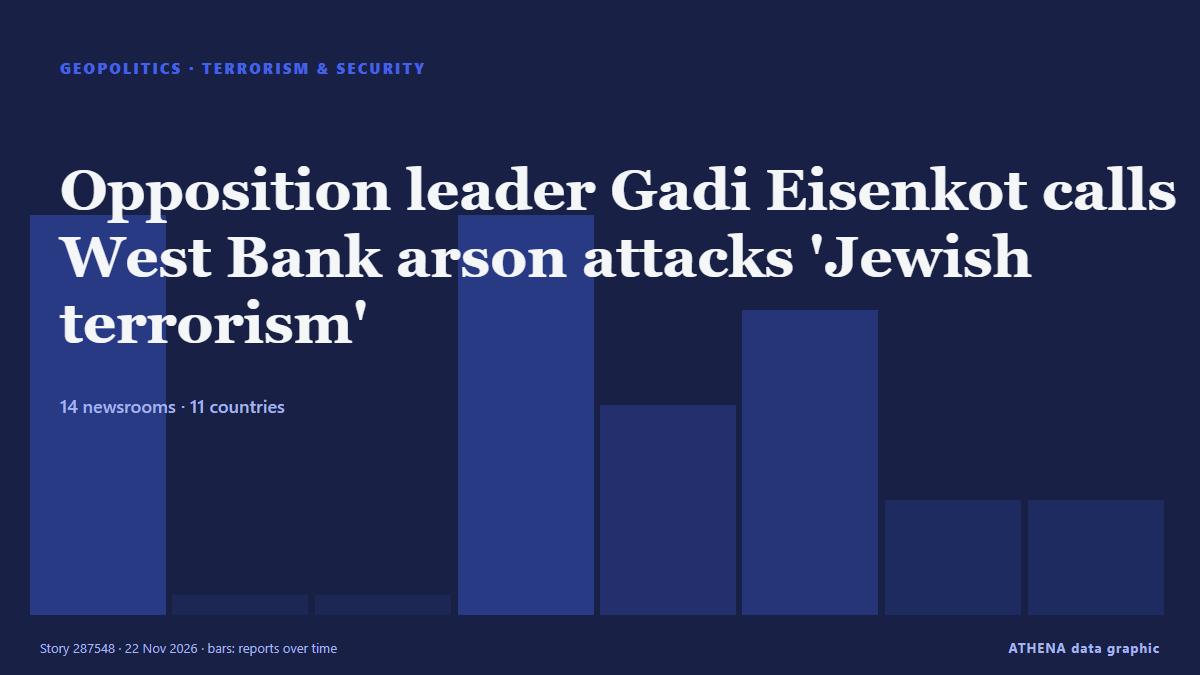 GEOPOLITICS · TERRORISM & SECURITY
Opposition leader Gadi Eisenkot calls
West Bank arson attacks 'Jewish
terrorism'
14 newsrooms · 11 countries
Story 287548 · 22 Nov 2026 · bars: reports over time
ATHENA data graphic